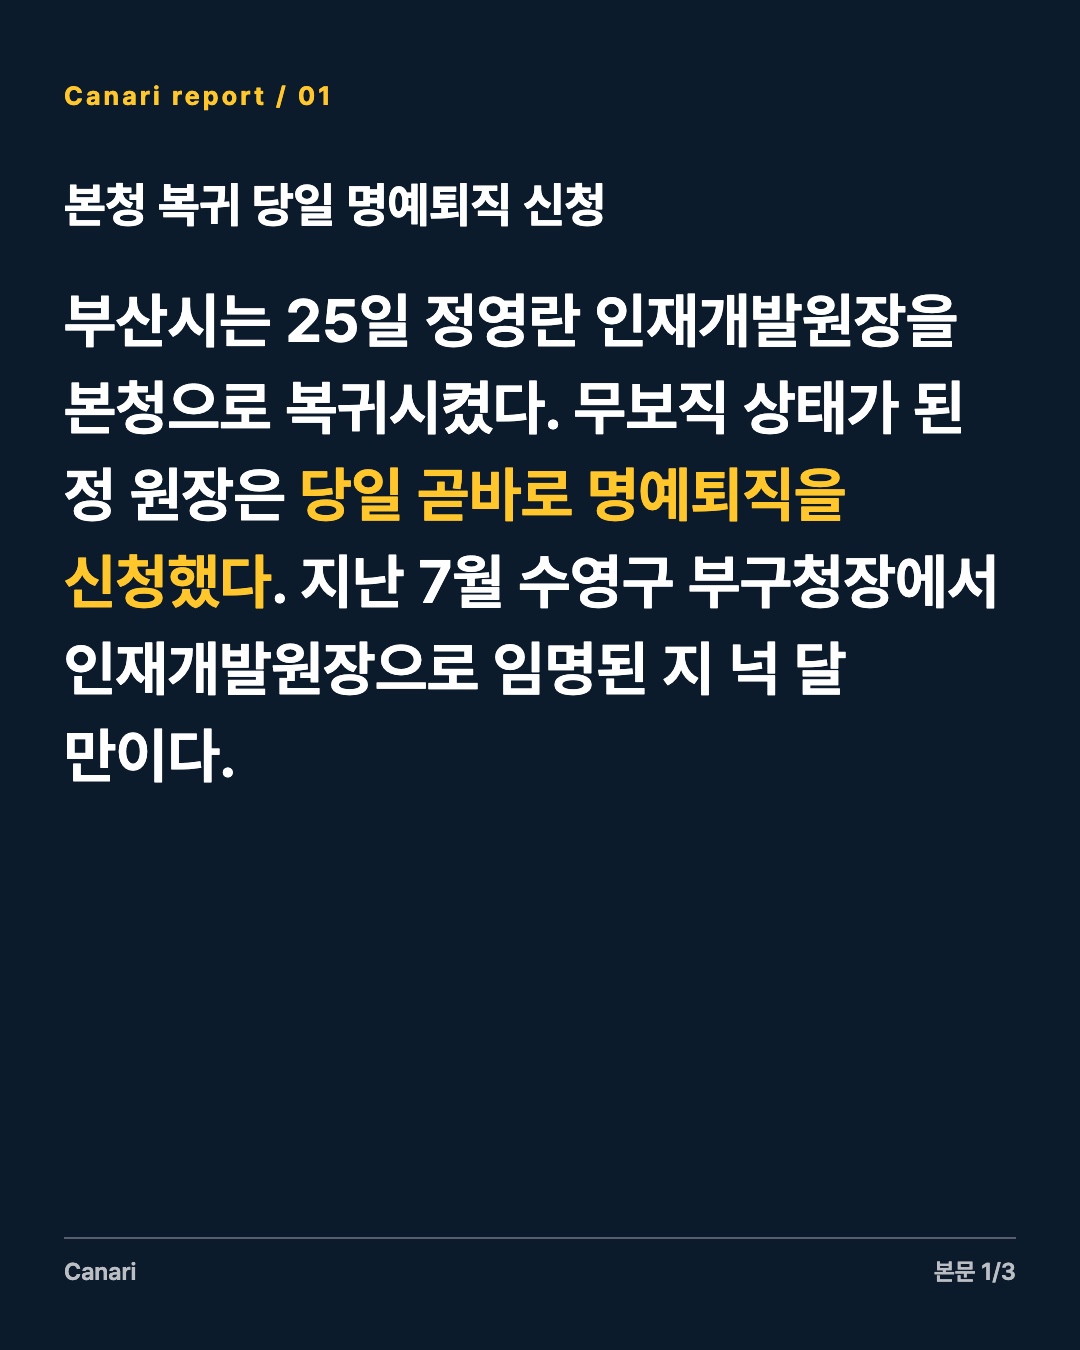 Canari report / 01
본청 복귀 당일 명예퇴직 신청
부산시는 25일 정영란 인재개발원장을
본청으로 복귀시켰다. 무보직 상태가 된
정 원장은 당일 곧바로 명예퇴직을
신청했다. 지난 7월 수영구 부구청장에서
인재개발원장으로 임명된 지 넉 달
만이다.
Canari
본문 1/3